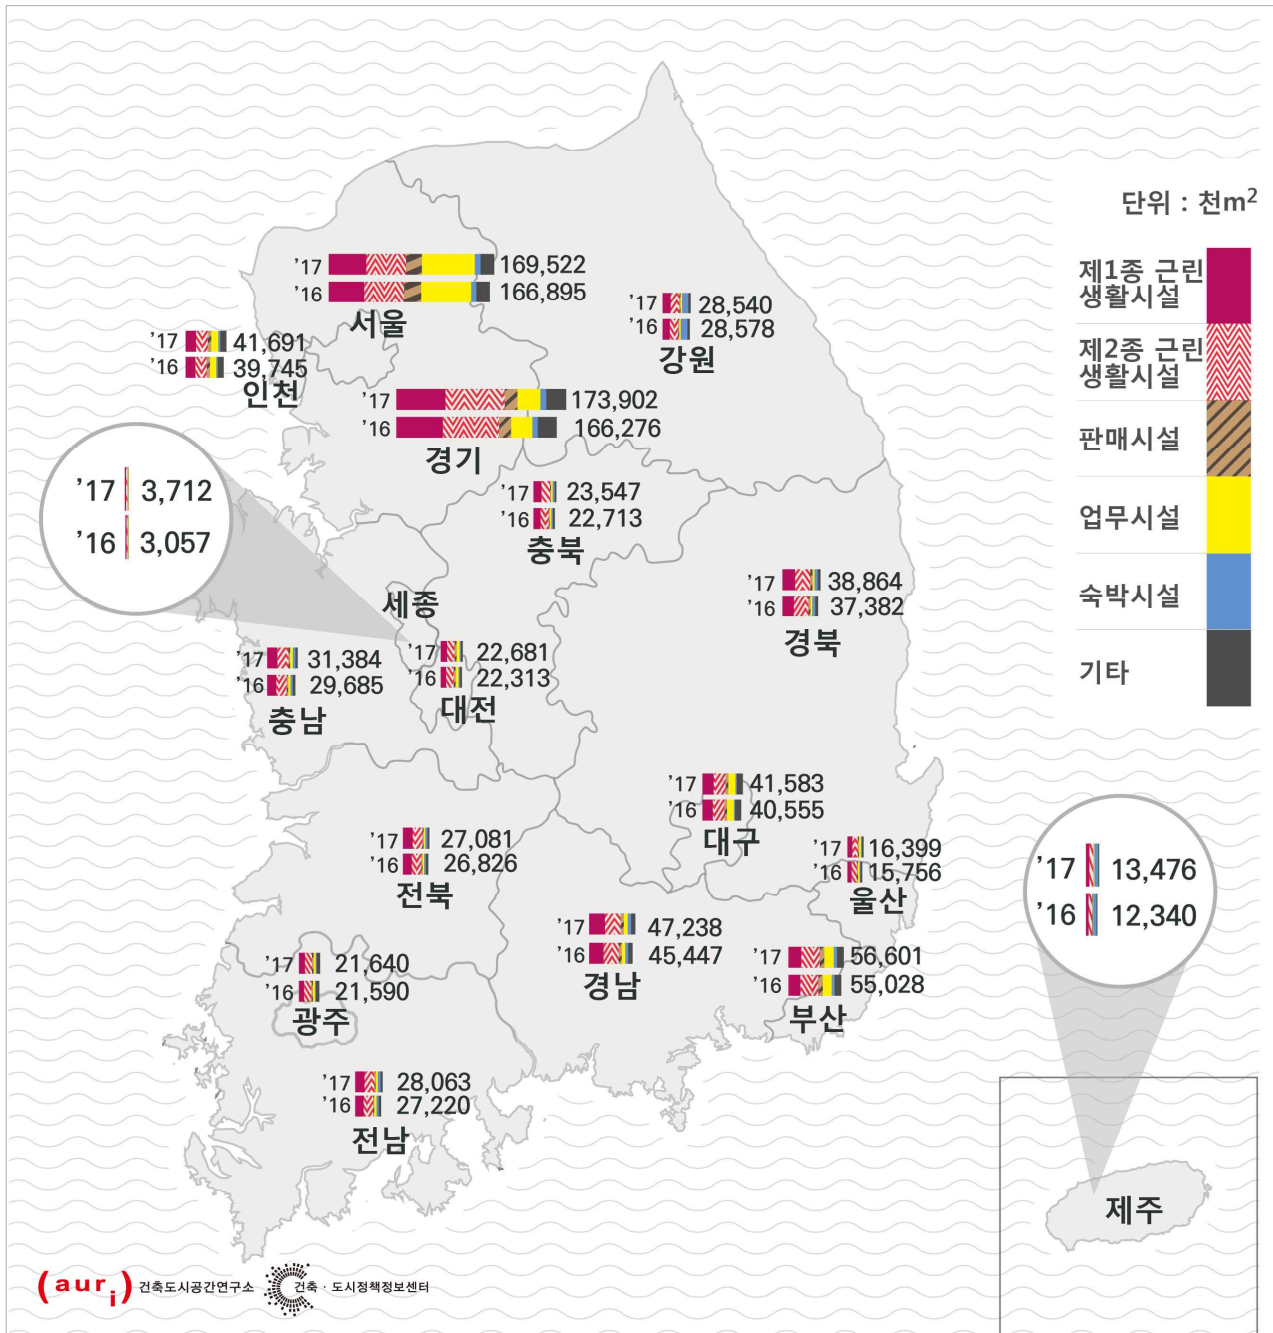 단위 : 천m²
제1종 근린
생활시설
제2종 근린
생활시설
판매시설
업무시설
숙박시설
기타
'17 169,522
'16 166,895
서울
'17 28,540
'16 28,578
강원
'17 41,691
'16 39,745
인천
'17 173,902
'16 166,276
경기
'17 3,712
'16 3,057
세종
'17 23,547
'16 22,713
충북
'17 38,864
'16 37,382
경북
'17 31,384
'16 29,685
충남
'17 22,681
'16 22,313
대전
'17 41,583
'16 40,555
대구
'17 27,081
'16 26,826
전북
'17 16,399
'16 15,756
울산
'17 13,476
'16 12,340
제주
'17 47,238
'16 45,447
경남
'17 56,601
'16 55,028
부산
'17 21,640
'16 21,590
광주
'17 28,063
'16 27,220
전남
(auri) 건축도시공간연구소 건축 · 도시정책정보센터